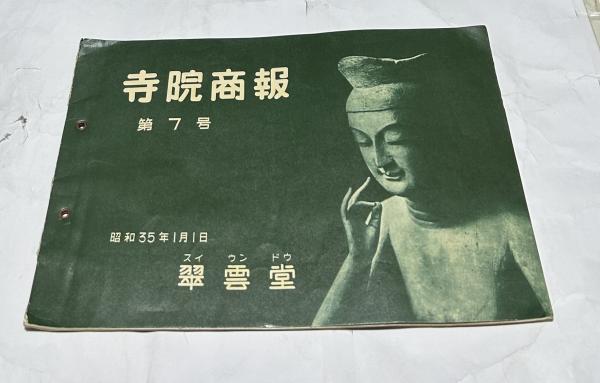 寺院商報
第7号
昭和35年1月1日
スイ ウン ドウ
翠雲堂